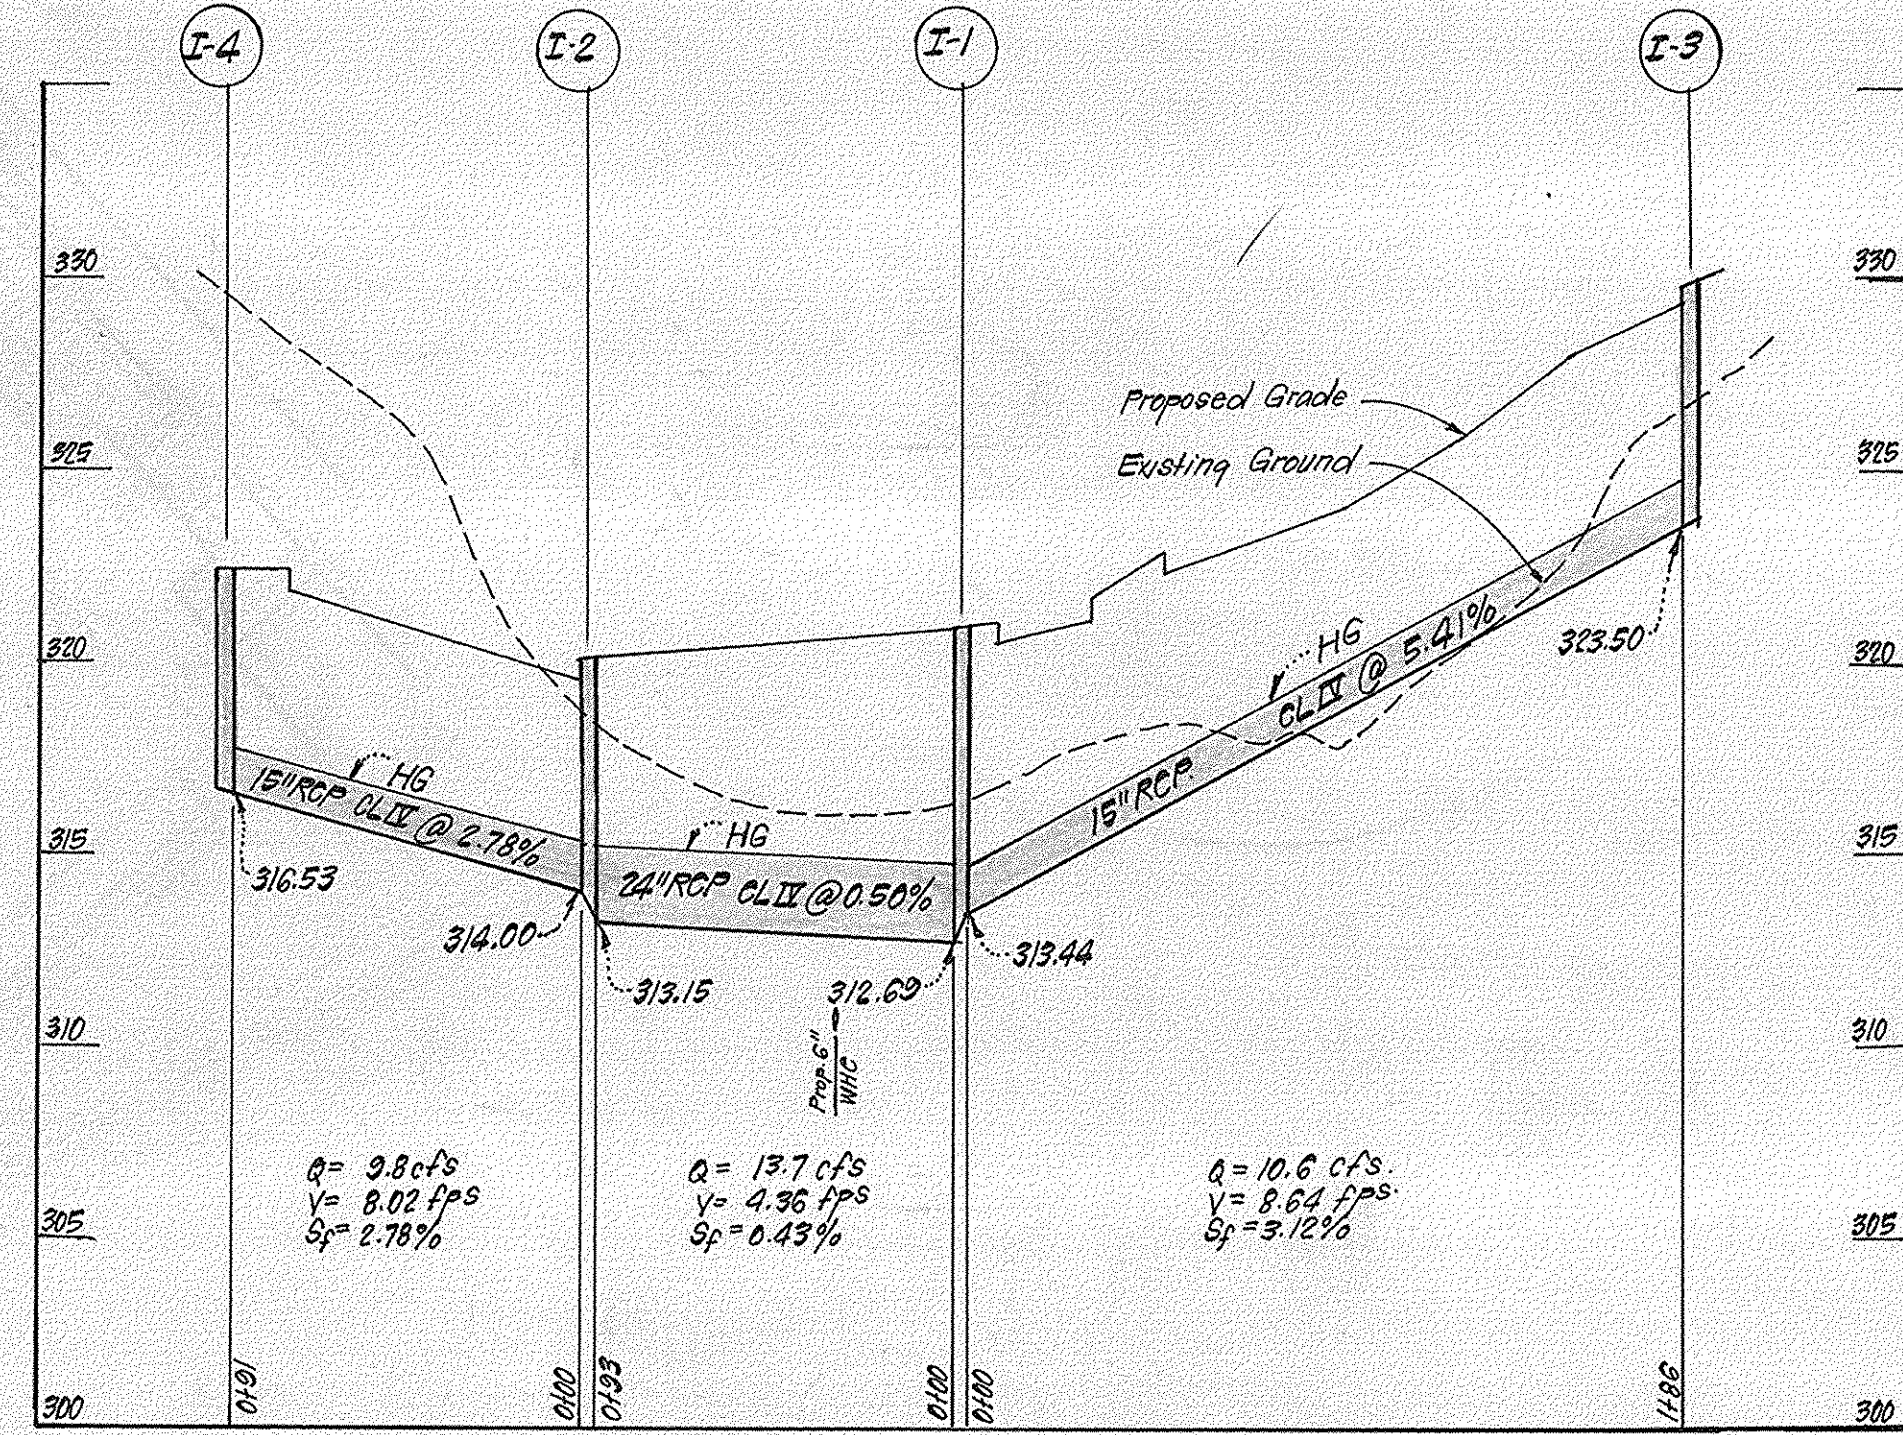 I-4
I-2
I-1
I-3
330
330
Proposed Grade
325
Existing Ground
325
320
HG
CL IV @ 5.41%
323.50
320
HG
15" RCP CL IV @ 2.78%
HG
15" RCP
315
315
316.53
24" RCP CL IV @ 0.50%
314.00
313.44
313.15
312.69
310
Prop. 6"
WHC
310
Q= 9.8 cfs
V= 8.02 fps
Sf= 2.78%
Q= 13.7 cfs
V= 4.36 fps
Sf= 0.43%
Q= 10.6 cfs.
V= 8.64 fps.
Sf= 3.12%
305
305
0+91
0+00
0+93
0+00
0+00
1+86
300
300